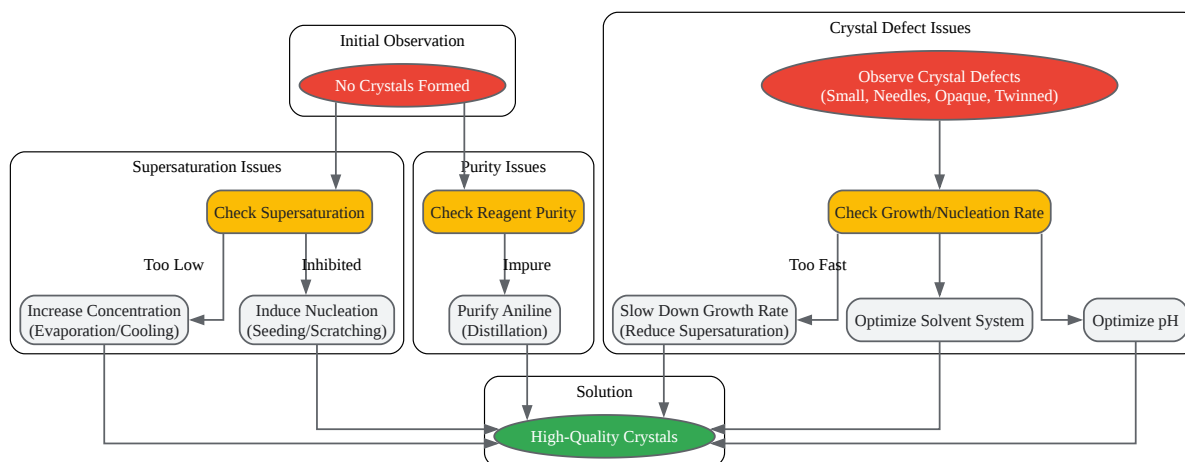 Initial Observation
No Crystals Formed
Crystal Defect Issues
Observe Crystal Defects
(Small, Needles, Opaque, Twinned)
Supersaturation Issues
Check Supersaturation
Too Low
Inhibited
Increase Concentration
(Evaporation/Cooling)
Induce Nucleation
(Seeding/Scratching)
Purity Issues
Check Reagent Purity
Impure
Purify Aniline
(Distillation)
Check Growth/Nucleation Rate
Too Fast
Slow Down Growth Rate
(Reduce Supersaturation)
Optimize Solvent System
Optimize pH
Solution
High-Quality Crystals